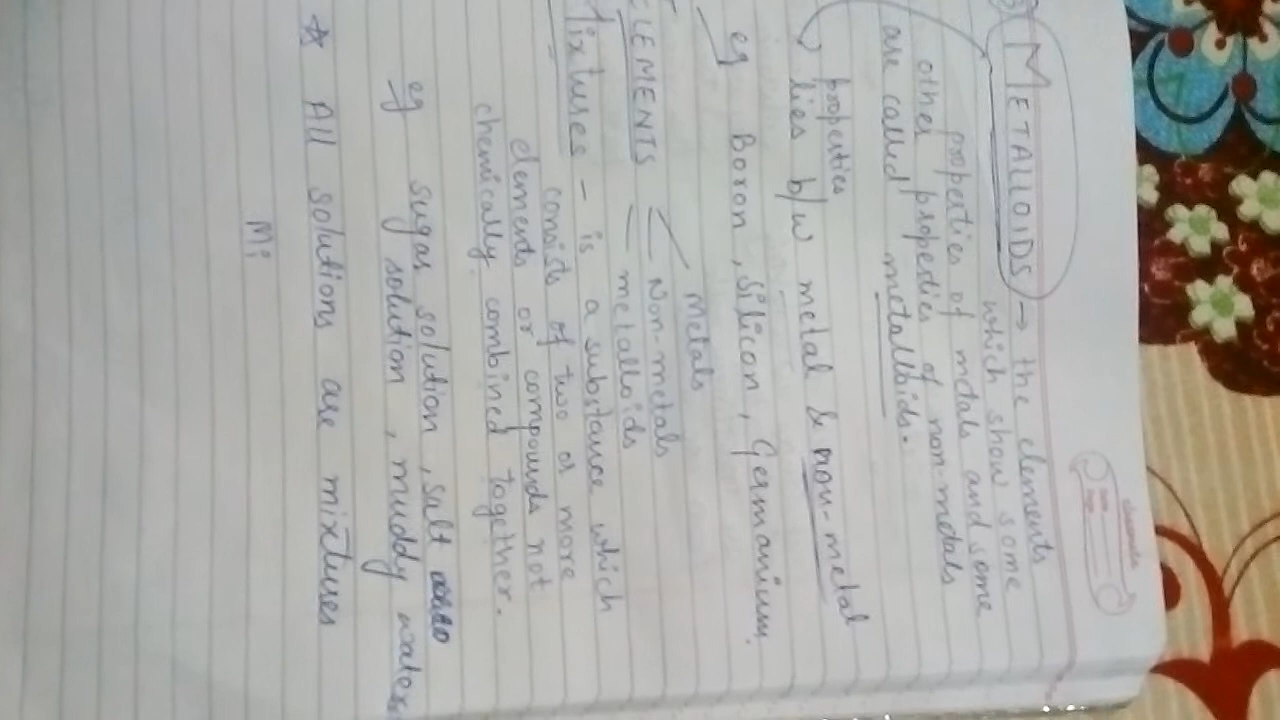 METALLOIDS → the elements
which show some
properties of metals and some
other properties of non-metals
are called metalloids.
properties
lies b/w metal & non-metal
eg Boron, Silicon, Germanium.
Metals
ELEMENTS Non-metals
metalloids
Mixtures - is a substance which
consists of two or more
elements or compounds not
chemically combined together.
eg sugar solution, salt
solution, muddy water
* All solutions are mixtures
Mi